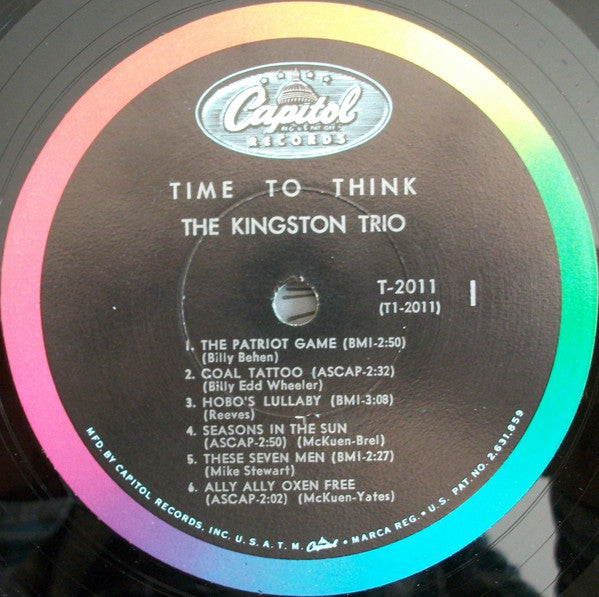 Capitol
REG. U.S. PAT. OFF.
RECORDS
TIME TO THINK
THE KINGSTON TRIO
T-2011
(T1-2011)
1
1. THE PATRIOT GAME (BMI-2:50)
(Billy Behen)
2. COAL TATTOO (ASCAP-2:32)
(Billy Edd Wheeler)
3. HOBO'S LULLABY (BMI-3:08)
(Reeves)
4. SEASONS IN THE SUN
(ASCAP-2:50) (McKuen-Brel)
5. THESE SEVEN MEN (BMI-2:27)
(Mike Stewart)
6. ALLY ALLY OXEN FREE
(ASCAP-2:02) (McKuen-Yates)
MFD. BY CAPITOL RECORDS, INC. U.S.A. T.M. Capitol • MARCA REG. • U.S. PAT. NO. 2,631,859